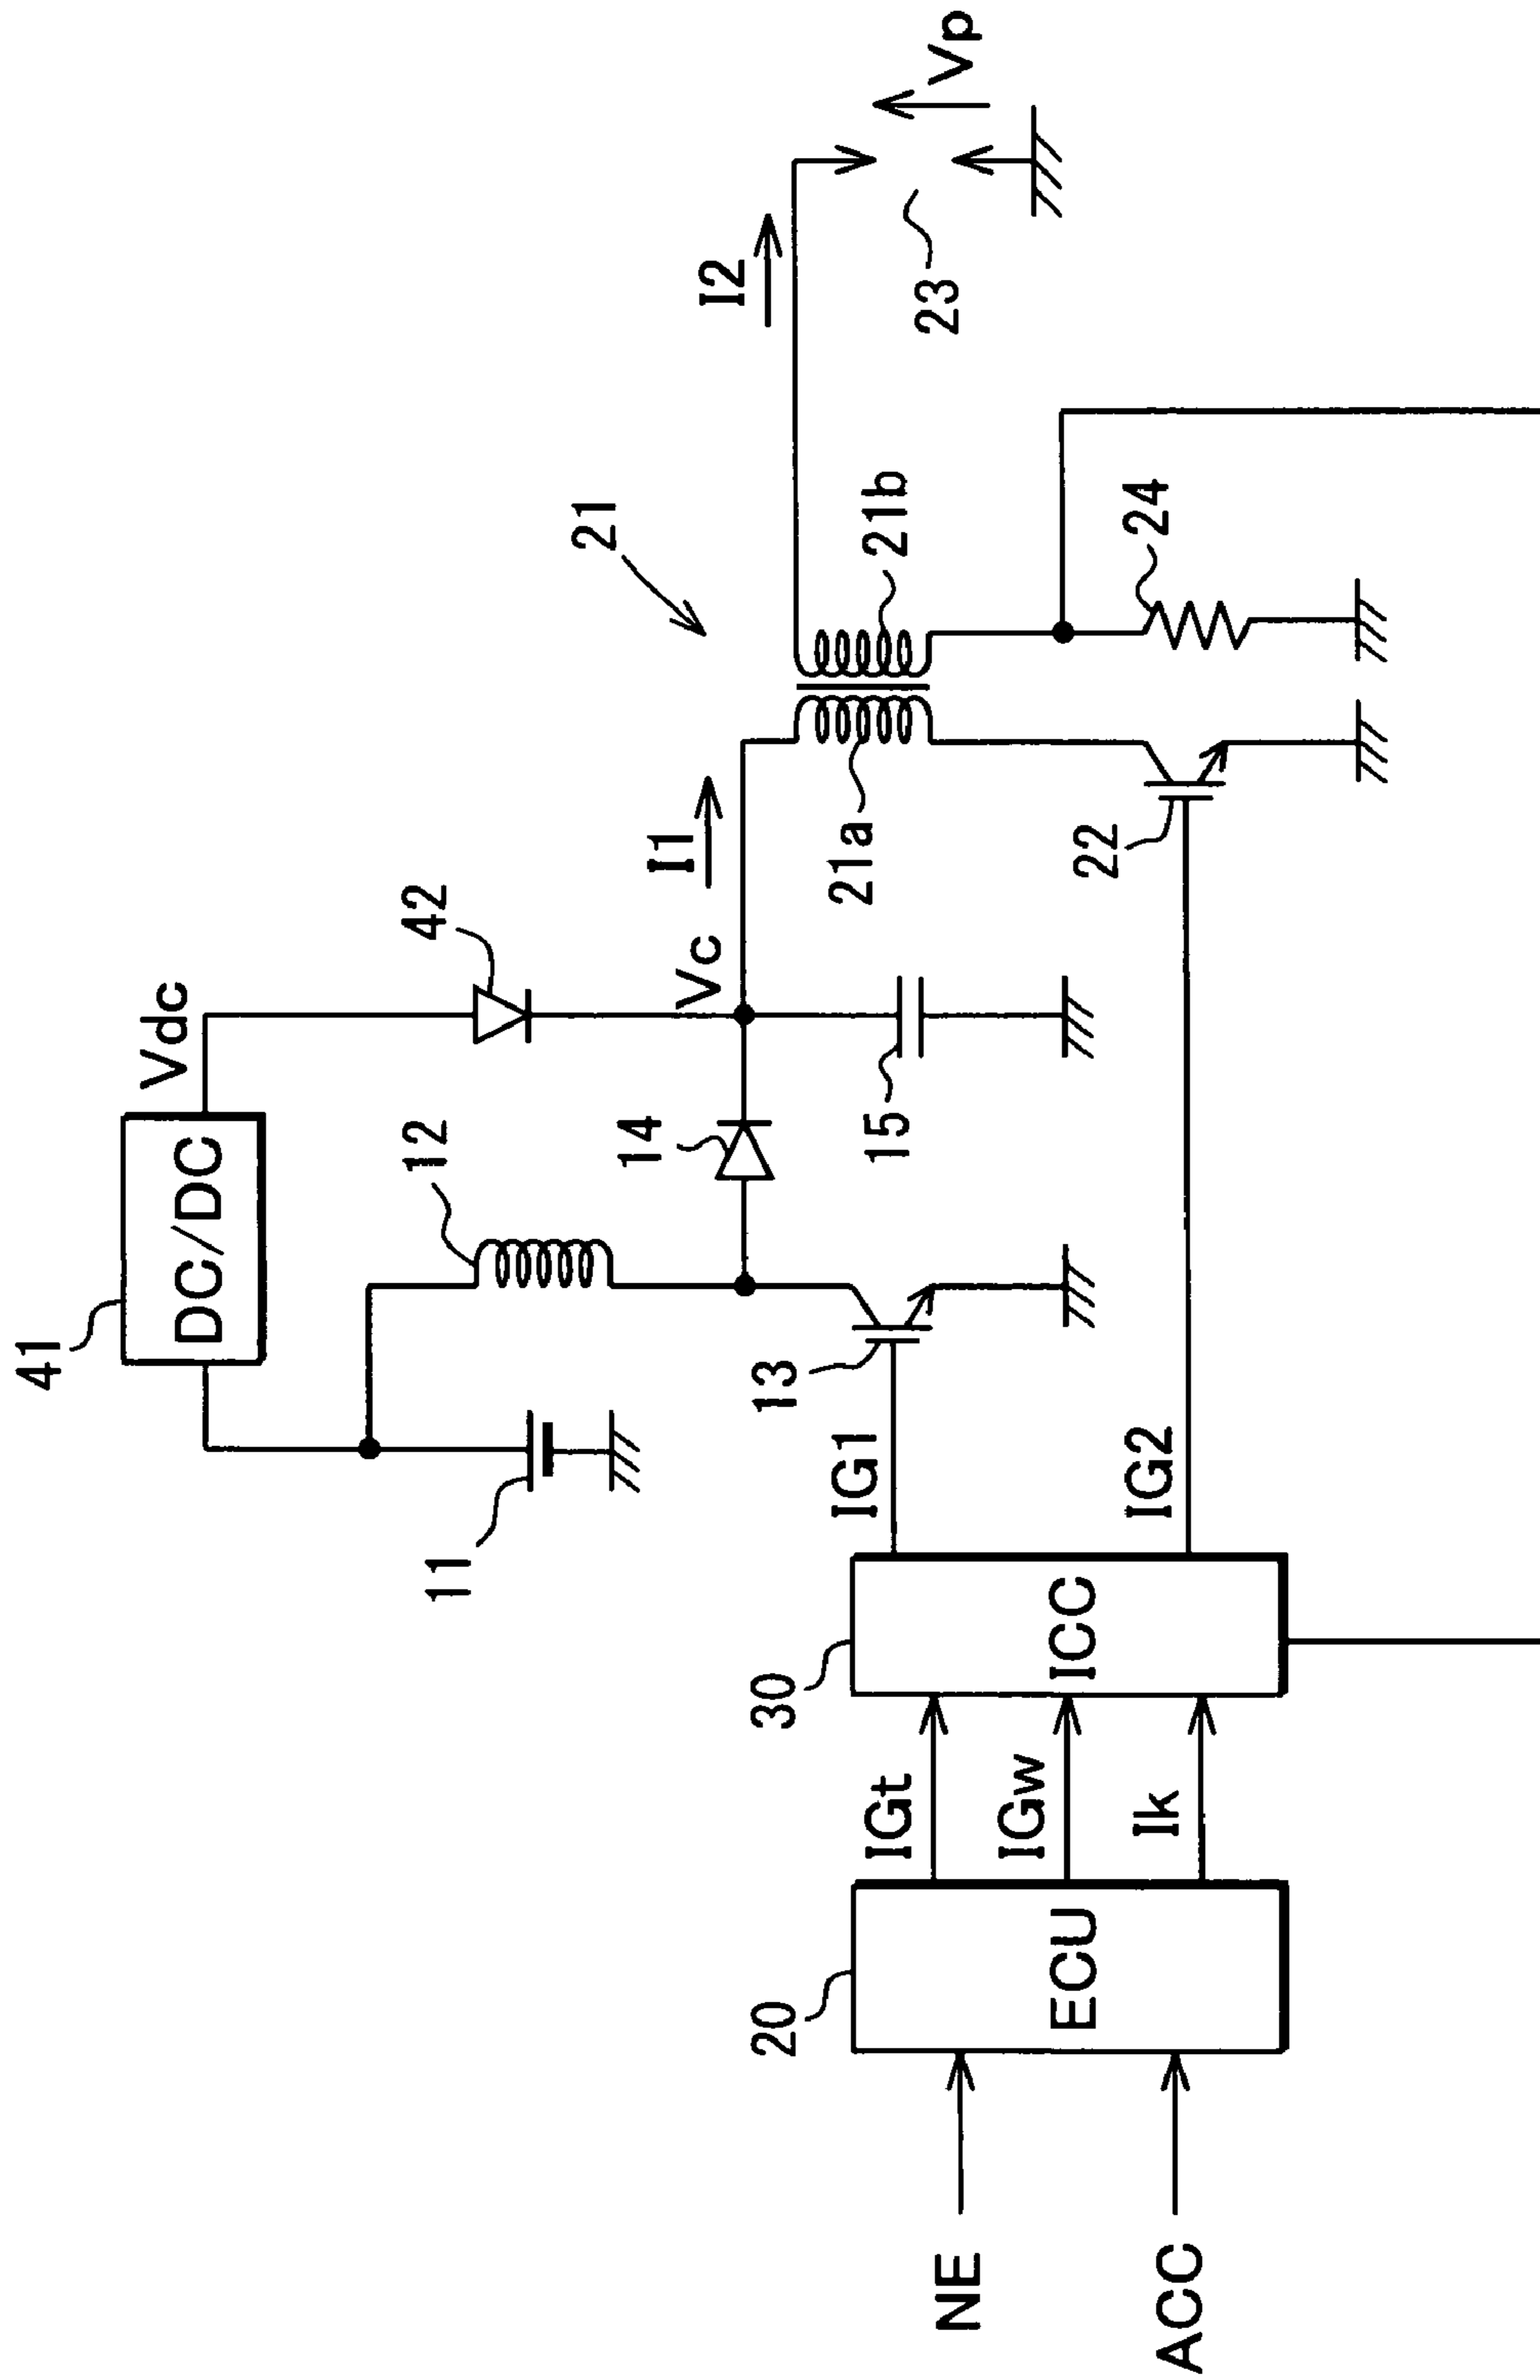 41
DC/DC
Vdc
42
11
12
14
Vc
I1
21
I2
Vp
13
15
21a
21b
23
IG1
22
24
IG2
NE
ACC
20
ECU
IGt
IGw
Ik
30
ICC